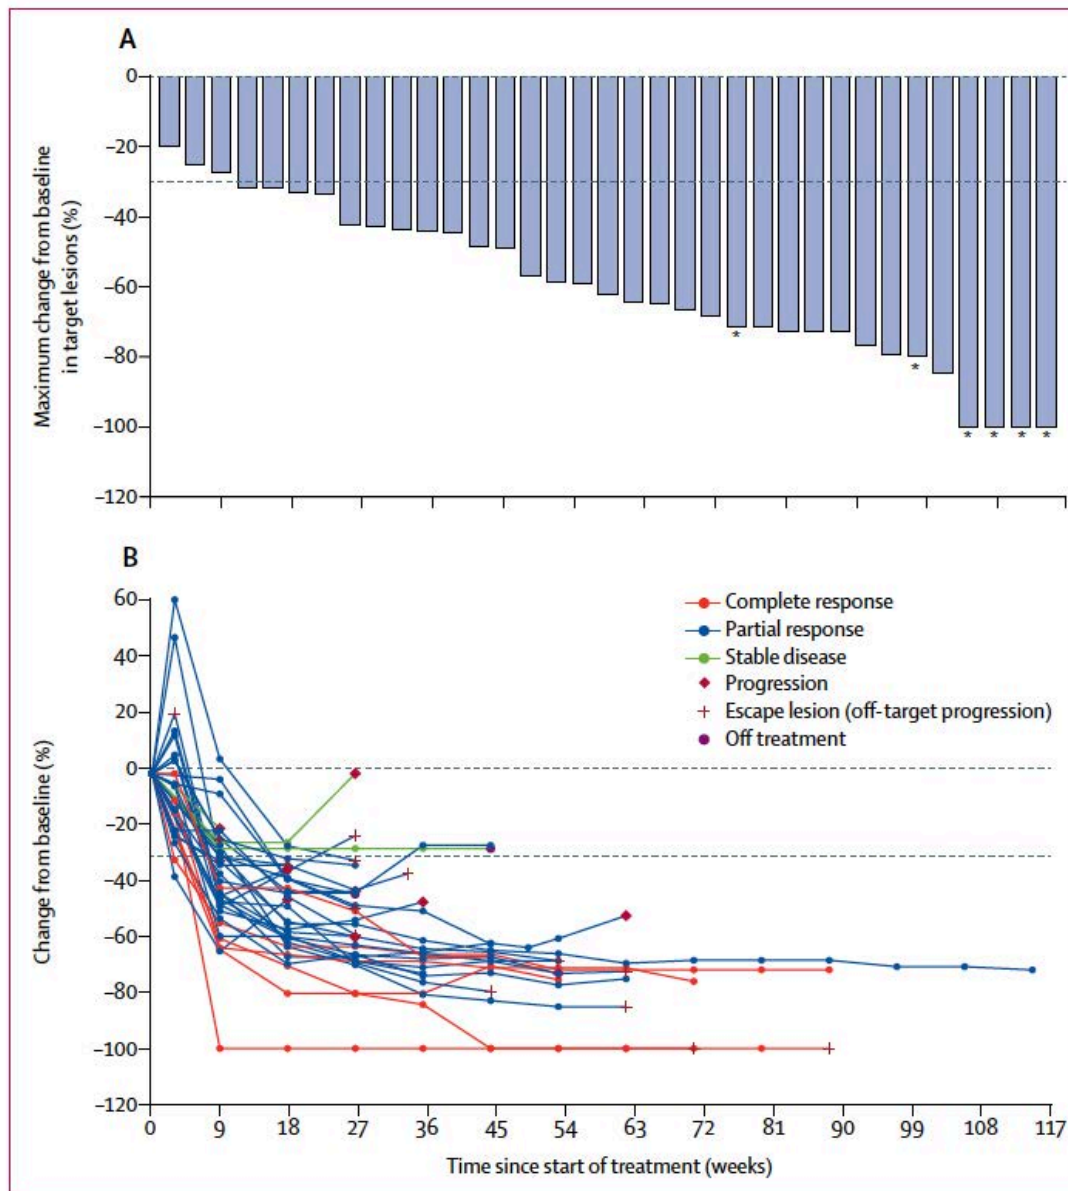 A
0
–20
–40
–60
–80
–100
–120
Maximum change from baseline
in target lesions (%)
*
*
* * * *
B
60
40
20
0
–20
–40
–60
–80
–100
–120
Change from baseline (%)
Complete response
Partial response
Stable disease
Progression
Escape lesion (off-target progression)
Off treatment
0 9 18 27 36 45 54 63 72 81 90 99 108 117
Time since start of treatment (weeks)